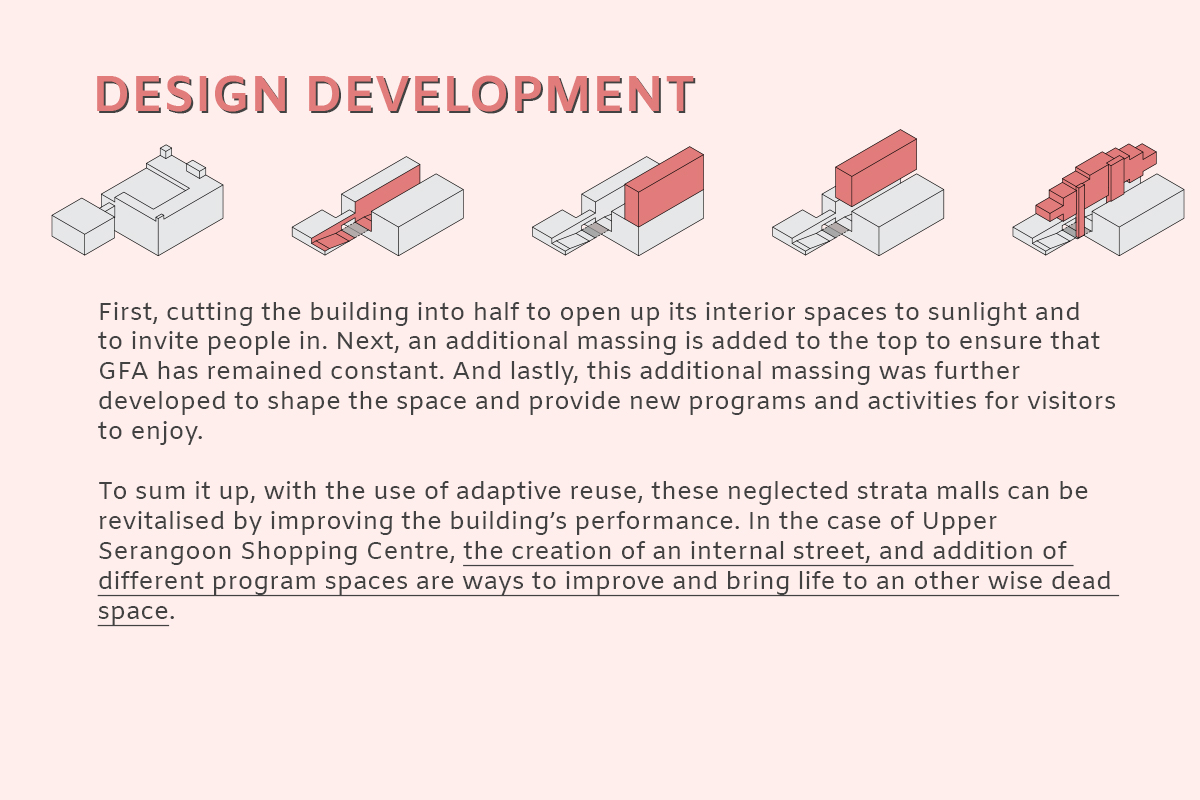 DESIGN DEVELOPMENT
First, cutting the building into half to open up its interior spaces to sunlight and
to invite people in. Next, an additional massing is added to the top to ensure that
GFA has remained constant. And lastly, this additional massing was further
developed to shape the space and provide new programs and activities for visitors
to enjoy.
To sum it up, with the use of adaptive reuse, these neglected strata malls can be
revitalised by improving the building’s performance. In the case of Upper
Serangoon Shopping Centre, the creation of an internal street, and addition of
different program spaces are ways to improve and bring life to an other wise dead
space.